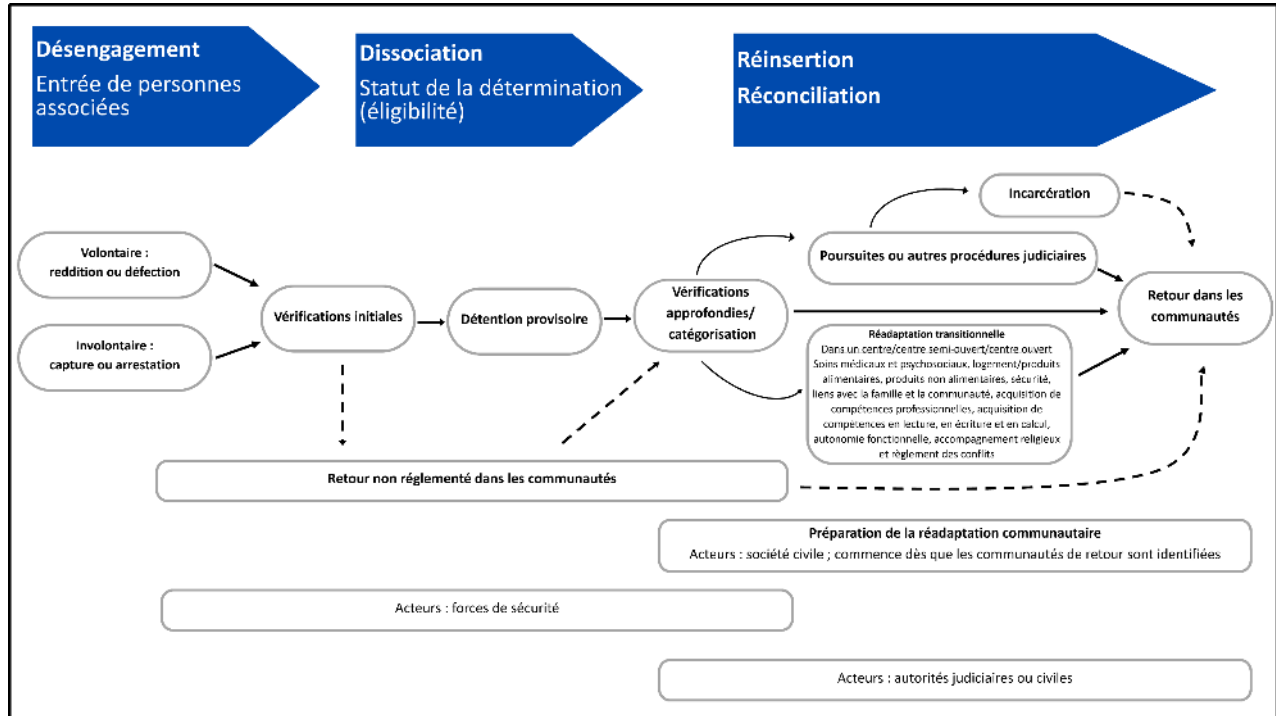 Désengagement
Entrée de personnes
associées
Dissociation
Statut de la détermination
(éligibilité)
Réinsertion
Réconciliation
Incarcération
Volontaire :
reddition ou défection
Poursuites ou autres procédures judiciaires
Vérifications initiales
Détention provisoire
Vérifications
approfondies/
catégorisation
Retour dans les
communautés
Involontaire :
capture ou arrestation
Réadaptation transitionnelle
Dans un centre/centre semi-ouvert/centre ouvert
Soins médicaux et psychosociaux, logement/produits
alimentaires, produits non alimentaires, sécurité,
liens avec la famille et la communauté, acquisition de
compétences professionnelles, acquisition de
compétences en lecture, en écriture et en calcul,
autonomie fonctionnelle, accompagnement religieux
et règlement des conflits
Retour non réglementé dans les communautés
Préparation de la réadaptation communautaire
Acteurs : société civile ; commence dès que les communautés de retour sont identifiées
Acteurs : forces de sécurité
Acteurs : autorités judiciaires ou civiles